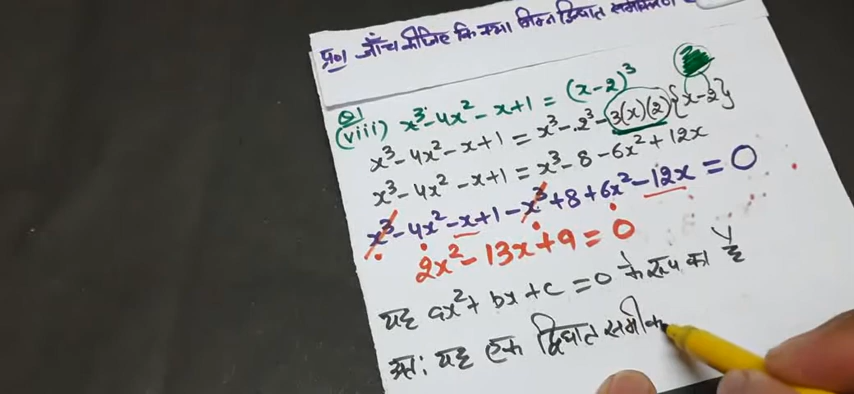 प्र०1 जाँच कीजिए कि क्या निम्न द्विघात समीकरण
Q1
(viii) x³-4x²-x+1 = (x-2)³
x³-4x²-x+1 = x³-2³-3(x)(2){x-2}
x³-4x²-x+1 = x³-8-6x²+12x
x³-4x²-x+1-x³+8+6x²-12x=0
2x²-13x+9=0
यह ax²+bx+c=0 के रूप का है
अतः यह एक द्विघात समीक